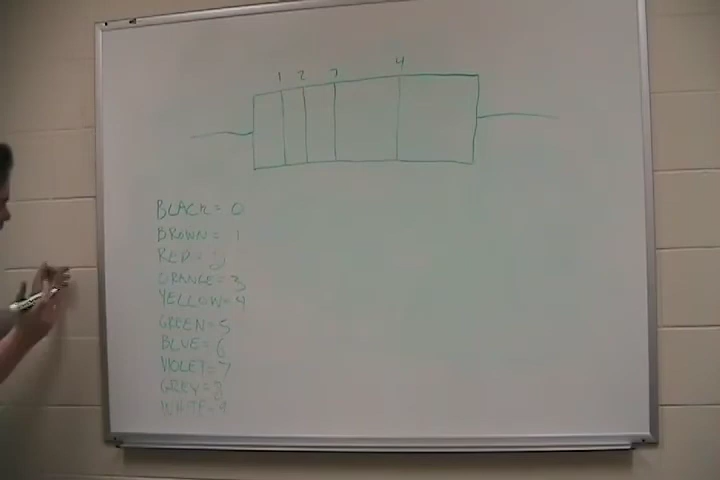 1 2 3 4
BLACK = 0
BROWN = 1
RED = 2
ORANGE = 3
YELLOW = 4
GREEN = 5
BLUE = 6
VIOLET = 7
GREY = 8
WHITE = 9